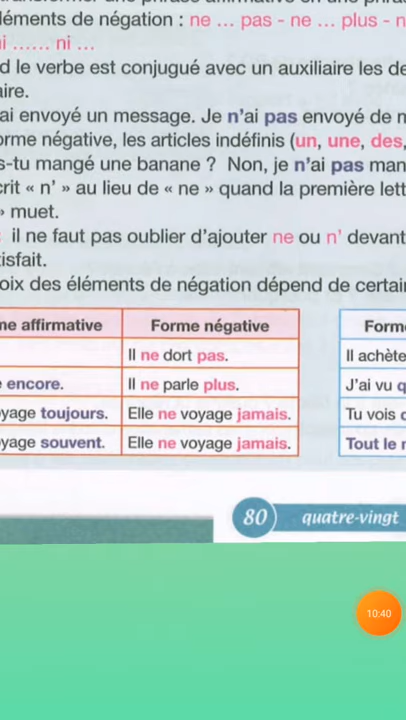 éléments de négation : ne ... pas - ne ... plus - n
ni ...... ni ...
d le verbe est conjugué avec un auxiliaire les de
aire.
ai envoyé un message. Je n'ai pas envoyé de m
orme négative, les articles indéfinis (un, une, des,
s-tu mangé une banane ? Non, je n'ai pas man
crit « n' » au lieu de « ne » quand la première lett
» muet.
il ne faut pas oublier d'ajouter ne ou n' devant
isfait.
oix des éléments de négation dépend de certai
me affirmative Forme négative Form
Il ne dort pas. Il achète
encore. Il ne parle plus. J'ai vu q
yage toujours. Elle ne voyage jamais. Tu vois
yage souvent. Elle ne voyage jamais. Tout le
80 quatre-vingt
10:40